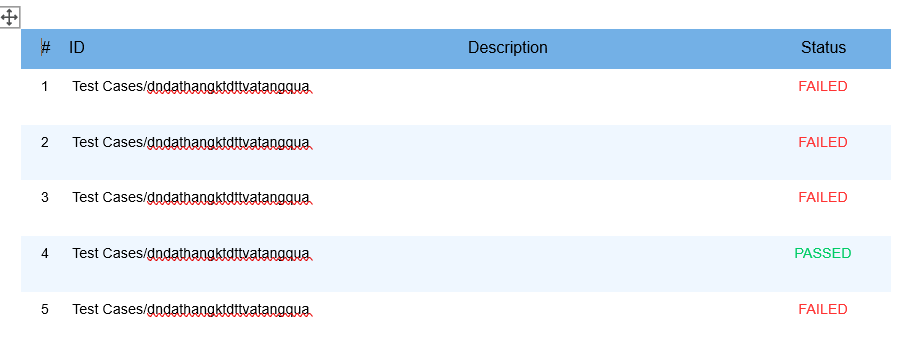 # ID Description Status
1 Test Cases/dndathangktdttvatangqua FAILED
2 Test Cases/dndathangktdttvatangqua FAILED
3 Test Cases/dndathangktdttvatangqua FAILED
4 Test Cases/dndathangktdttvatangqua PASSED
5 Test Cases/dndathangktdttvatangqua FAILED